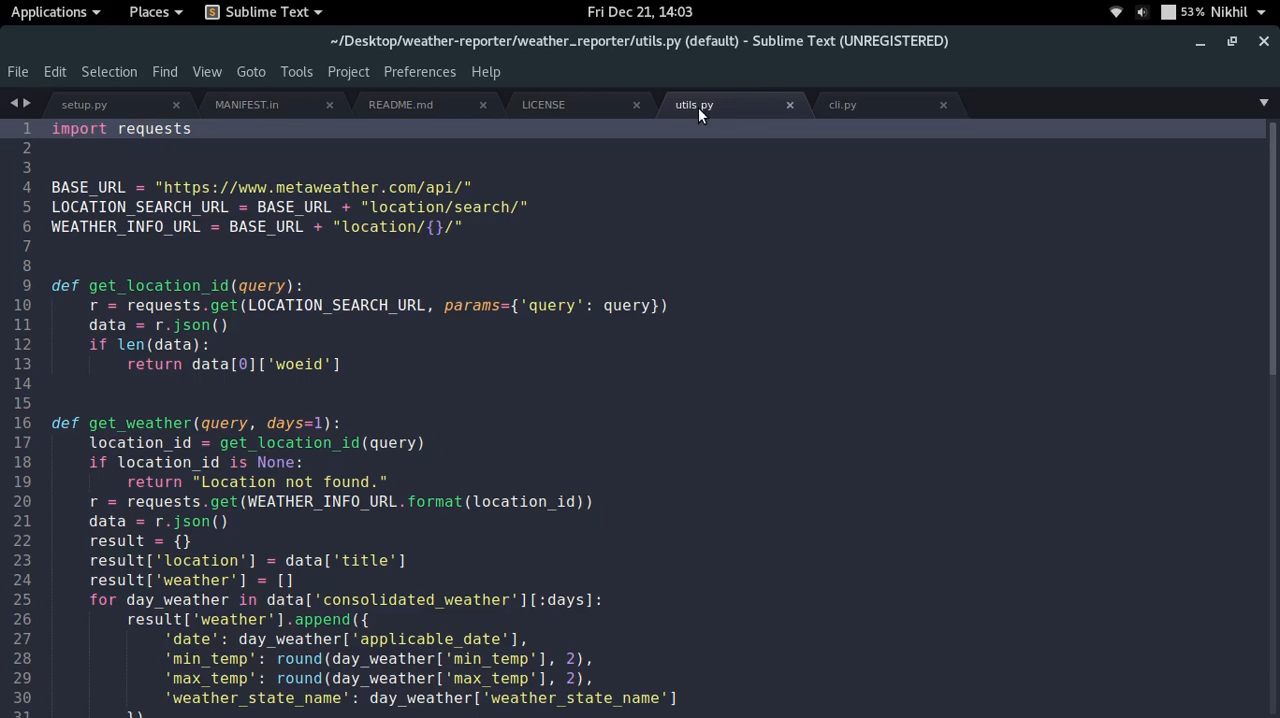 Applications Places Sublime Text Fri Dec 21, 14:03 53% Nikhil
~/Desktop/weather-reporter/weather_reporter/utils.py (default) - Sublime Text (UNREGISTERED)
File Edit Selection Find View Goto Tools Project Preferences Help
setup.py MANIFEST.in README.md LICENSE utils.py cli.py
1 import requests
2
3
4 BASE_URL = "https://www.metaweather.com/api/"
5 LOCATION_SEARCH_URL = BASE_URL + "location/search/"
6 WEATHER_INFO_URL = BASE_URL + "location/{}/"
7
8
9 def get_location_id(query):
10     r = requests.get(LOCATION_SEARCH_URL, params={'query': query})
11     data = r.json()
12     if len(data):
13         return data[0]['woeid']
14
15
16 def get_weather(query, days=1):
17     location_id = get_location_id(query)
18     if location_id is None:
19         return "Location not found."
20     r = requests.get(WEATHER_INFO_URL.format(location_id))
21     data = r.json()
22     result = {}
23     result['location'] = data['title']
24     result['weather'] = []
25     for day_weather in data['consolidated_weather'][:days]:
26         result['weather'].append({
27             'date': day_weather['applicable_date'],
28             'min_temp': round(day_weather['min_temp'], 2),
29             'max_temp': round(day_weather['max_temp'], 2),
30             'weather_state_name': day_weather['weather_state_name']
31         })